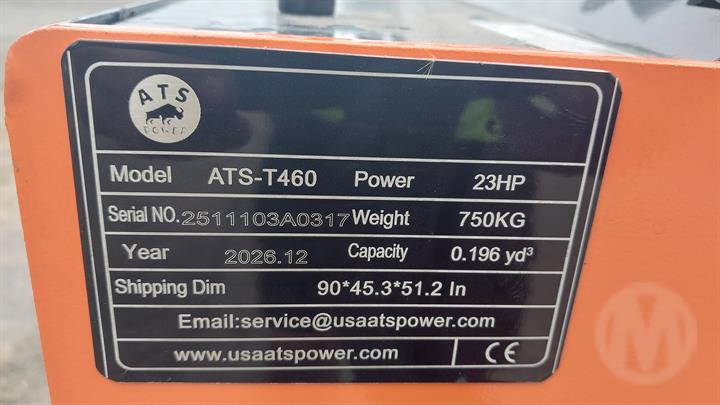 ATS
POWER
Model ATS-T460 Power 23HP
Serial NO. 2511103A0317 Weight 750KG
Year 2026.12 Capacity 0.196 yd³
Shipping Dim 90*45.3*51.2 In
Email:service@usaatspower.com
www.usaatspower.com CE
M